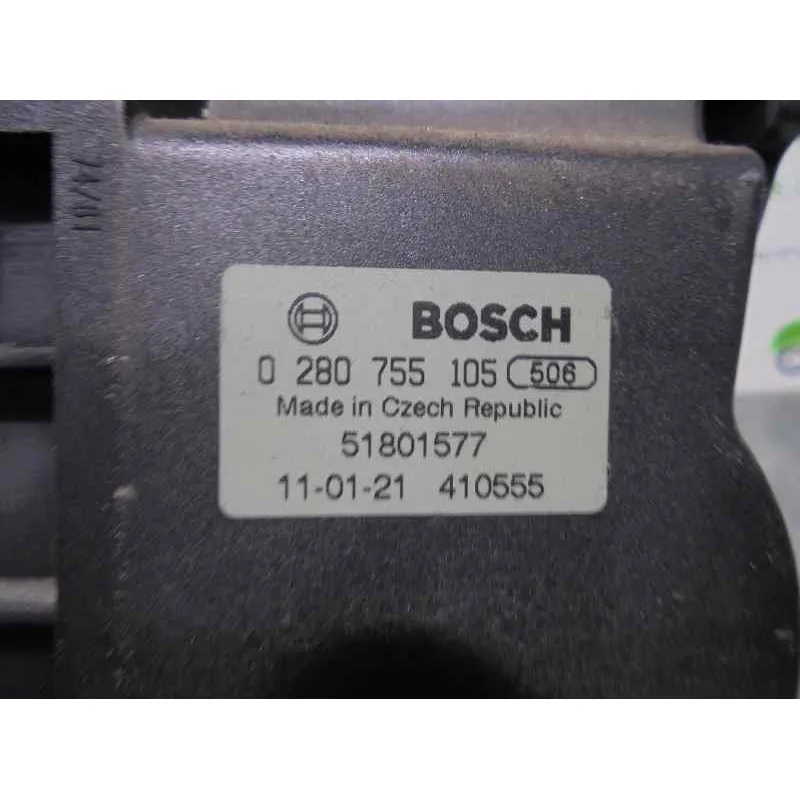 BOSCH
0 280 755 105 506
Made in Czech Republic
51801577
11-01-21 410555